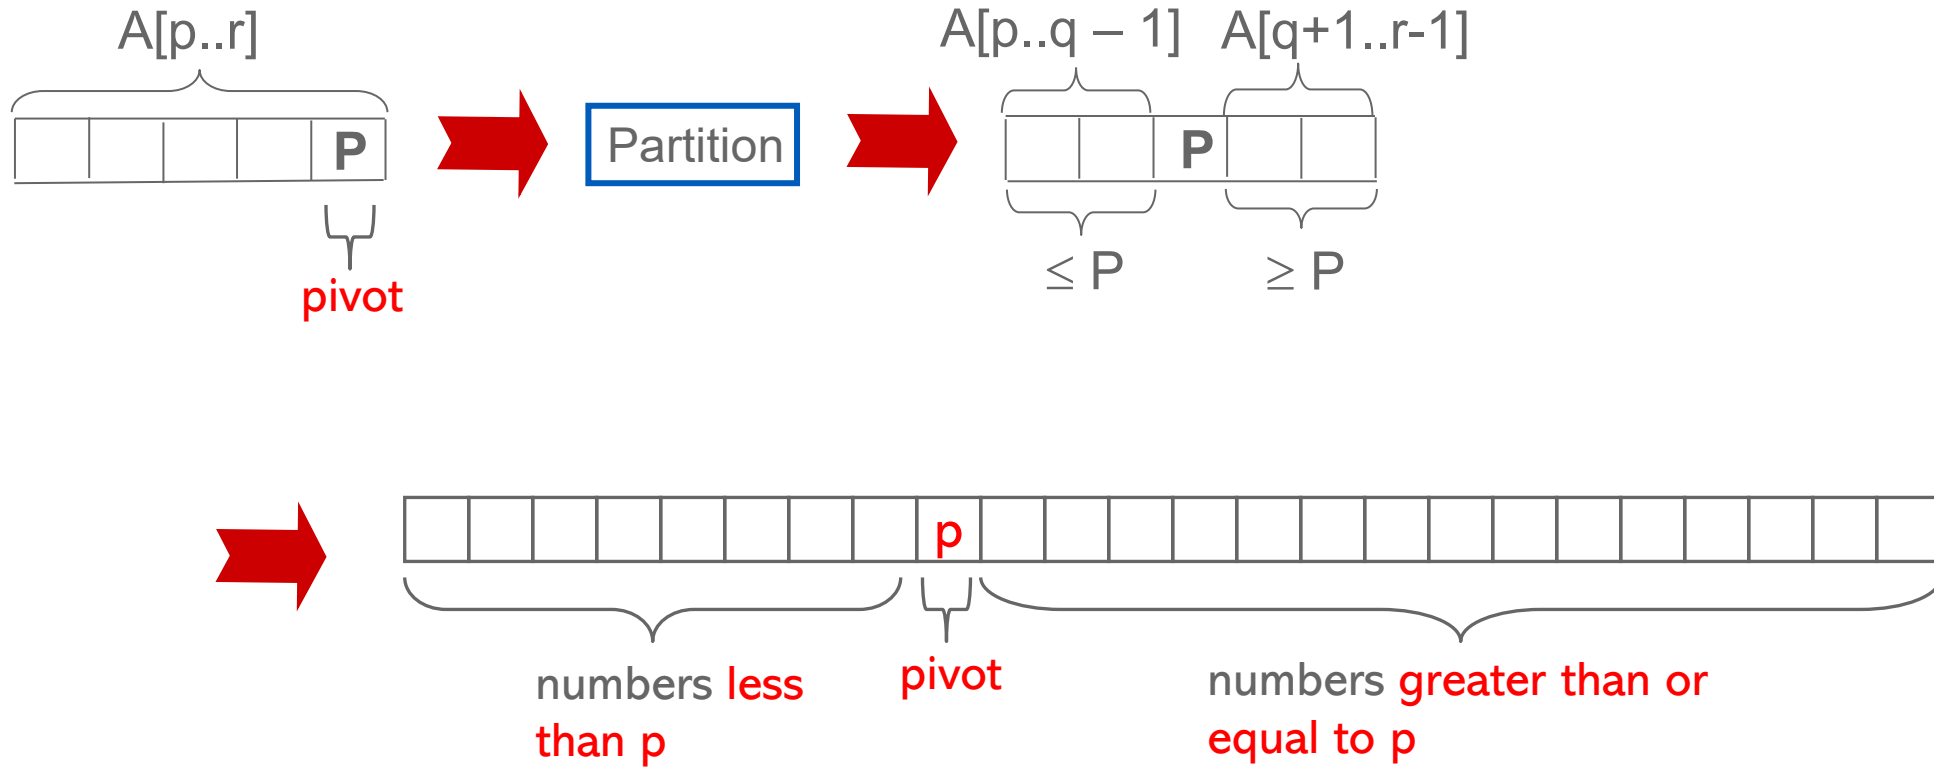 A[p..r]
A[p..q – 1]
A[q+1..r-1]
P
Partition
P
pivot
≤ P
≥ P
p
numbers less
than p
pivot
numbers greater than or
equal to p